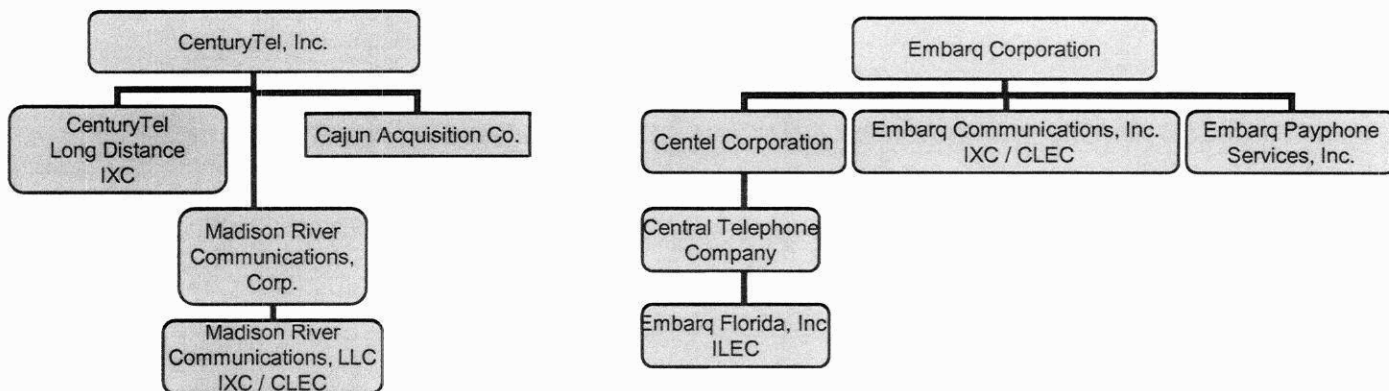 CenturyTel, Inc.
CenturyTel
Long Distance
IXC
Cajun Acquisition Co.
Madison River
Communications,
Corp.
Madison River
Communications, LLC
IXC / CLEC
Embarq Corporation
Centel Corporation
Embarq Communications, Inc.
IXC / CLEC
Embarq Payphone
Services, Inc.
Central Telephone
Company
Embarq Florida, Inc
ILEC